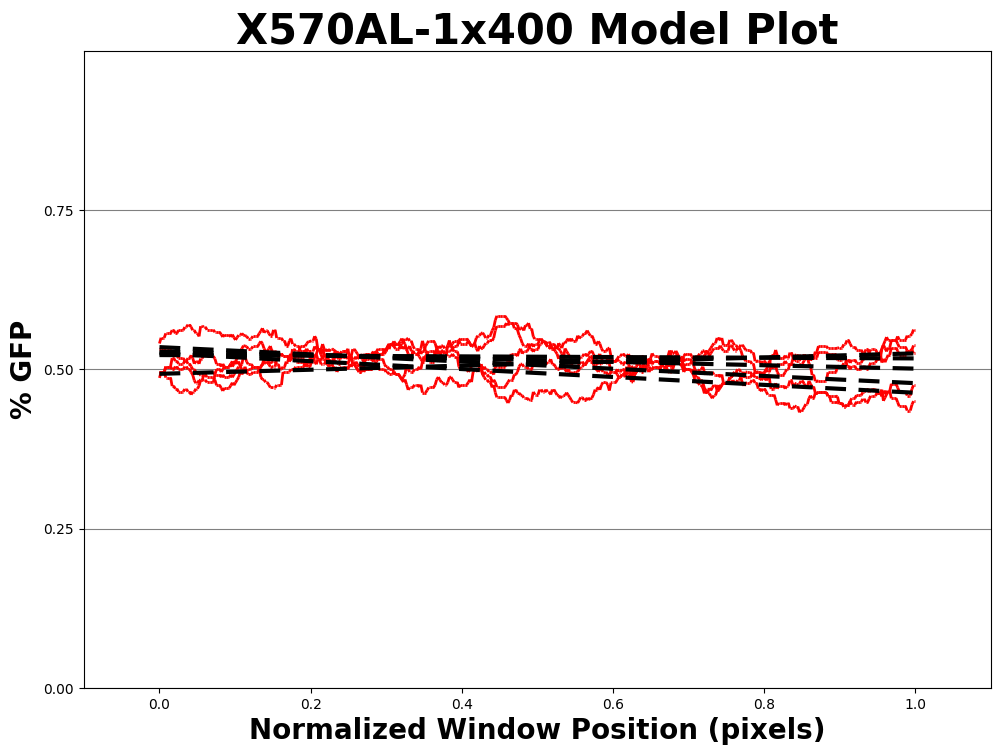 X570AL-1x400 Model Plot
% GFP
0.75
0.50
0.25
0.00
0.0 0.2 0.4 0.6 0.8 1.0
Normalized Window Position (pixels)